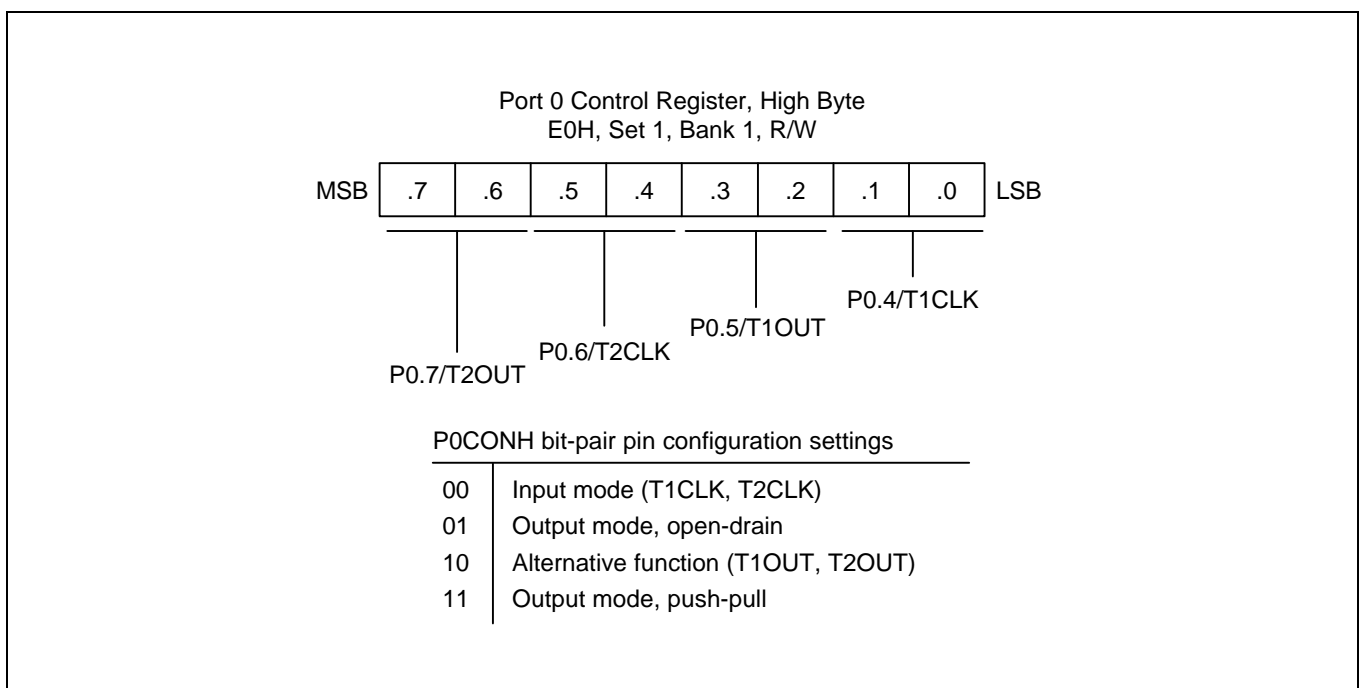 Port 0 Control Register, High Byte
E0H, Set 1, Bank 1, R/W
MSB .7 .6 .5 .4 .3 .2 .1 .0 LSB
P0.4/T1CLK
P0.5/T1OUT
P0.6/T2CLK
P0.7/T2OUT
P0CONH bit-pair pin configuration settings
00 Input mode (T1CLK, T2CLK)
01 Output mode, open-drain
10 Alternative function (T1OUT, T2OUT)
11 Output mode, push-pull